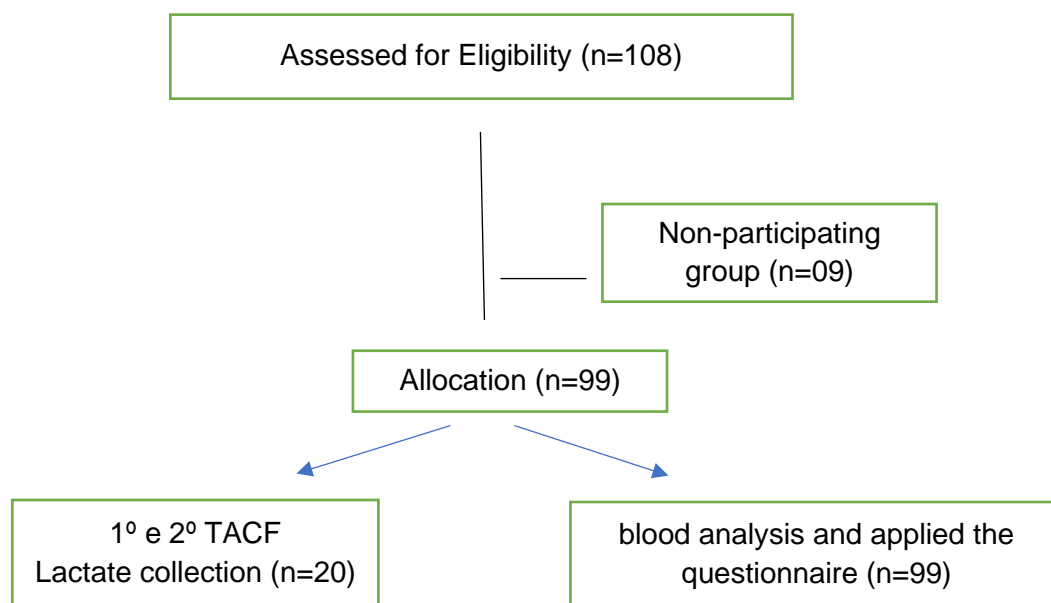 Assessed for Eligibility (n=108)
Non-participating
group (n=09)
Allocation (n=99)
1º e 2º TACF
Lactate collection (n=20)
blood analysis and applied the
questionnaire (n=99)